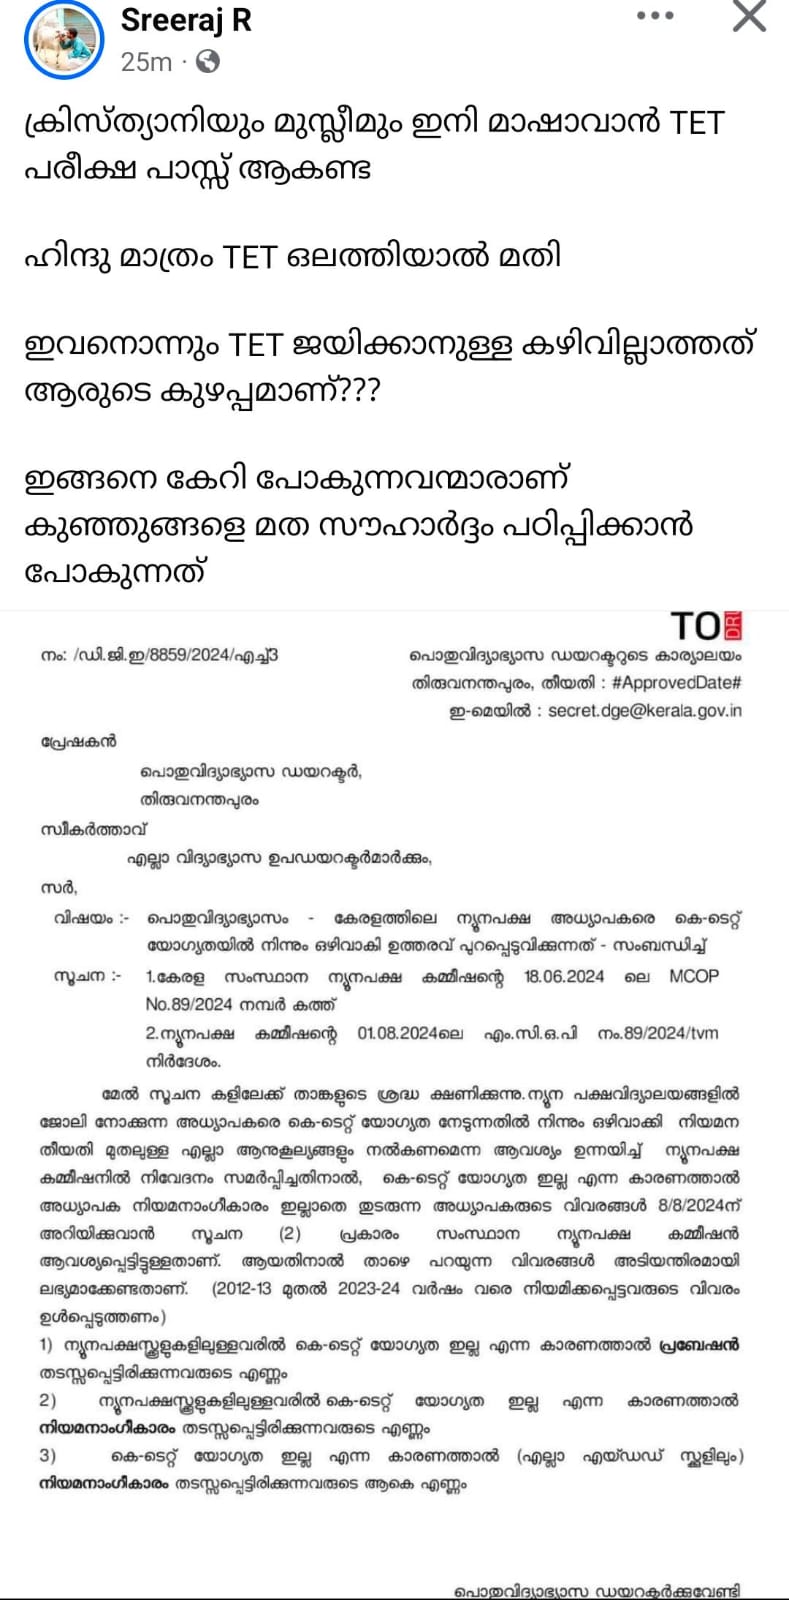 Sreeraj R
25m ·
ക്രിസ്ത്യാനിയും മുസ്ലീമും ഇനി മാഷാവാൻ TET
പരീക്ഷ പാസ്സ് ആകണ്ട
ഹിന്ദു മാത്രം TET ഒലത്തിയാൽ മതി
ഇവനൊന്നും TET ജയിക്കാനുള്ള കഴിവില്ലാത്തത്
ആരുടെ കുഴപ്പമാണ്???
ഇങ്ങനെ കേറി പോകുന്നവന്മാരാണ്
കുഞ്ഞുങ്ങളെ മത സൗഹാർദ്ദം പഠിപ്പിക്കാൻ
പോകുന്നത്
TO
നം: /ഡി.ജി.ഇ/8859/2024/എച്ച്3
പൊതുവിദ്യാഭ്യാസ ഡയറക്ടറുടെ കാര്യാലയം
തിരുവനന്തപുരം, തീയതി : #ApprovedDate#
ഇ-മെയിൽ : secret.dge@kerala.gov.in
പ്രേഷകൻ
പൊതുവിദ്യാഭ്യാസ ഡയറക്ടർ,
തിരുവനന്തപുരം
സ്വീകർത്താവ്
എല്ലാ വിദ്യാഭ്യാസ ഉപഡയറക്ടർമാർക്കും,
സർ,
വിഷയം :- പൊതുവിദ്യാഭ്യാസം - കേരളത്തിലെ ന്യൂനപക്ഷ അധ്യാപകരെ കെ-ടെറ്റ്
യോഗ്യതയിൽ നിന്നും ഒഴിവാകി ഉത്തരവ് പുറപ്പെടുവിക്കുന്നത് - സംബന്ധിച്ച്
സൂചന :- 1.കേരള സംസ്ഥാന ന്യൂനപക്ഷ കമ്മീഷന്റെ 18.06.2024 ലെ MCOP
No.89/2024 നമ്പർ കത്ത്
2.ന്യൂനപക്ഷ കമ്മീഷന്റെ 01.08.2024ലെ എം.സി.ഒ.പി നം.89/2024/tvm
നിർദേശം.
മേൽ സൂചന കളിലേക്ക് താങ്കളുടെ ശ്രദ്ധ ക്ഷണിക്കുന്നു.ന്യൂന പക്ഷവിദ്യാലയങ്ങളിൽ
ജോലി നോക്കുന്ന അധ്യാപകരെ കെ-ടെറ്റ് യോഗ്യത നേടുന്നതിൽ നിന്നും ഒഴിവാക്കി നിയമന
തീയതി മുതലുള്ള എല്ലാ ആനുകൂല്യങ്ങളും നൽകണമെന്ന ആവശ്യം ഉന്നയിച്ച് ന്യൂനപക്ഷ
കമ്മീഷനിൽ നിവേദനം സമർപ്പിച്ചതിനാൽ, കെ-ടെറ്റ് യോഗ്യത ഇല്ല എന്ന കാരണത്താൽ
അധ്യാപക നിയമനാംഗീകാരം ഇല്ലാതെ തുടരുന്ന അധ്യാപകരുടെ വിവരങ്ങൾ 8/8/2024ന്
അറിയിക്കുവാൻ സൂചന (2) പ്രകാരം സംസ്ഥാന ന്യൂനപക്ഷ കമ്മീഷൻ
ആവശ്യപ്പെട്ടിട്ടുള്ളതാണ്. ആയതിനാൽ താഴെ പറയുന്ന വിവരങ്ങൾ അടിയന്തിരമായി
ലഭ്യമാക്കേണ്ടതാണ്. (2012-13 മുതൽ 2023-24 വർഷം വരെ നിയമിക്കപ്പെട്ടവരുടെ വിവരം
ഉൾപ്പെടുത്തണം)
1) ന്യൂനപക്ഷസ്കൂളുകളിലുള്ളവരിൽ കെ-ടെറ്റ് യോഗ്യത ഇല്ല എന്ന കാരണത്താൽ പ്രബേഷൻ
തടസ്സപ്പെട്ടിരിക്കുന്നവരുടെ എണ്ണം
2) ന്യൂനപക്ഷസ്കൂളുകളിലുള്ളവരിൽ കെ-ടെറ്റ് യോഗ്യത ഇല്ല എന്ന കാരണത്താൽ
നിയമനാംഗീകാരം തടസ്സപ്പെട്ടിരിക്കുന്നവരുടെ എണ്ണം
3) കെ-ടെറ്റ് യോഗ്യത ഇല്ല എന്ന കാരണത്താൽ (എല്ലാ എയ്ഡഡ് സ്കൂളിലും)
നിയമനാംഗീകാരം തടസ്സപ്പെട്ടിരിക്കുന്നവരുടെ ആകെ എണ്ണം
പൊതുവിദ്യാഭ്യാസ ഡയറക്ടർക്കുവേണ്ടി